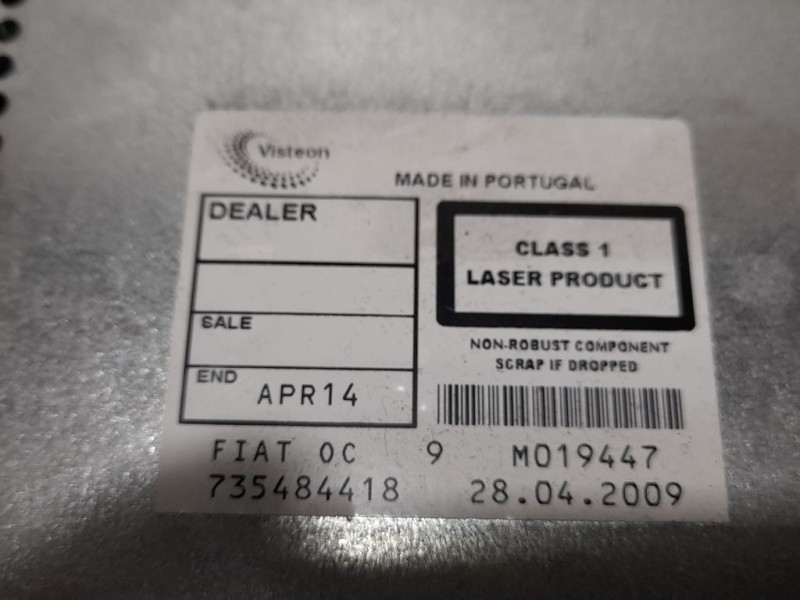 Visteon
MADE IN PORTUGAL
DEALER
CLASS 1
LASER PRODUCT
SALE
NON-ROBUST COMPONENT
SCRAP IF DROPPED
END APR14
FIAT OC 9 M019447
735484418 28.04.2009